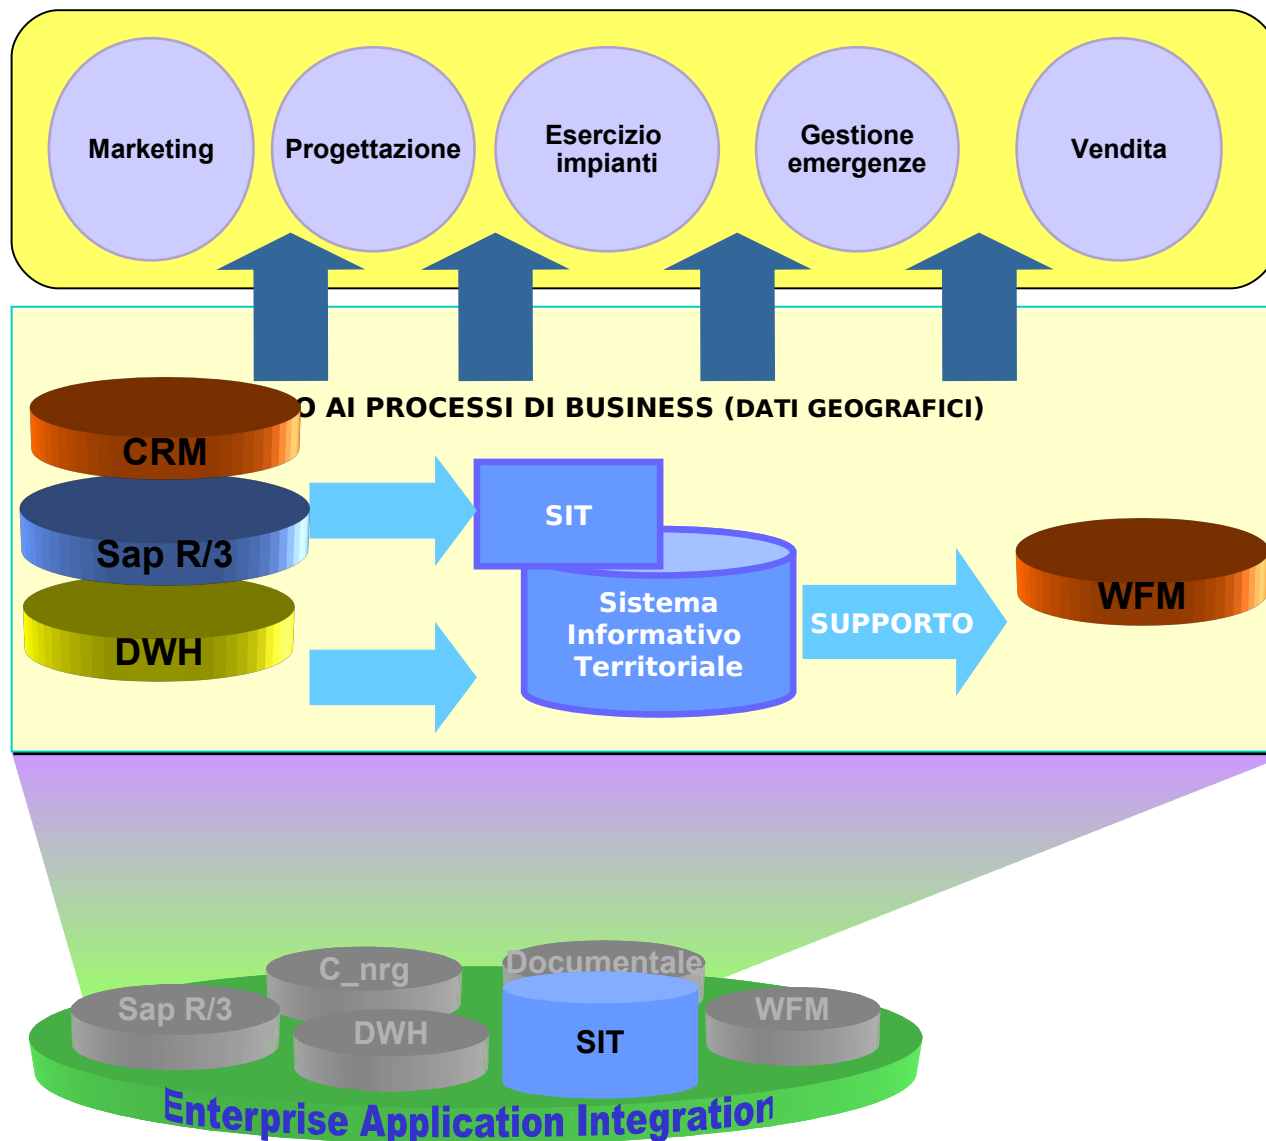 Marketing
Progettazione
Esercizio
impianti
Gestione
emergenze
Vendita
O AI PROCESSI DI BUSINESS (DATI GEOGRAFICI)
CRM
Sap R/3
DWH
SIT
Sistema
Informativo
Territoriale
SUPPORTO
WFM
C_nrg
Documentale
Sap R/3
DWH
SIT
WFM
Enterprise Application Integration